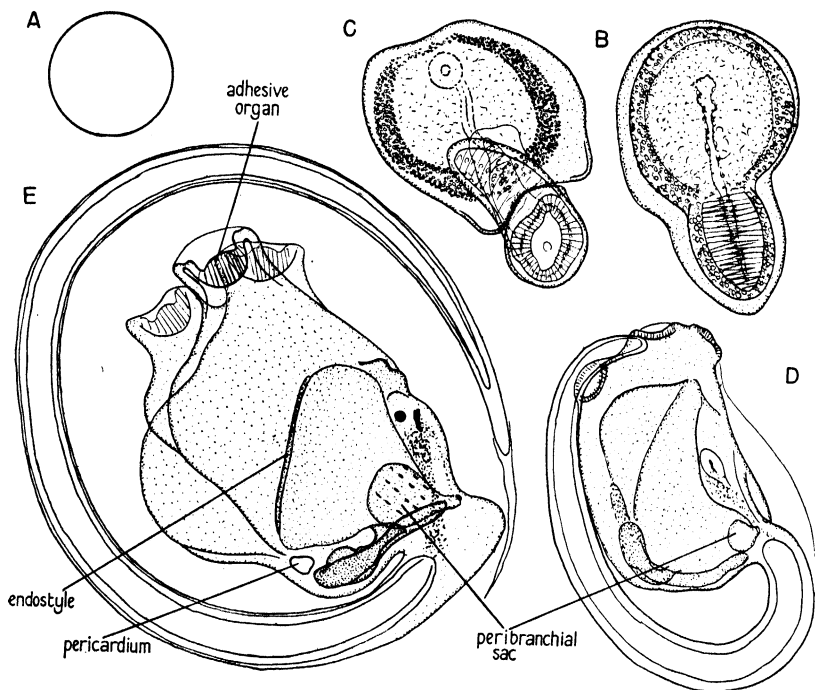 A
C
B
adhesive
organ
E
D
endostyle
pericardium
peribranchial
sac